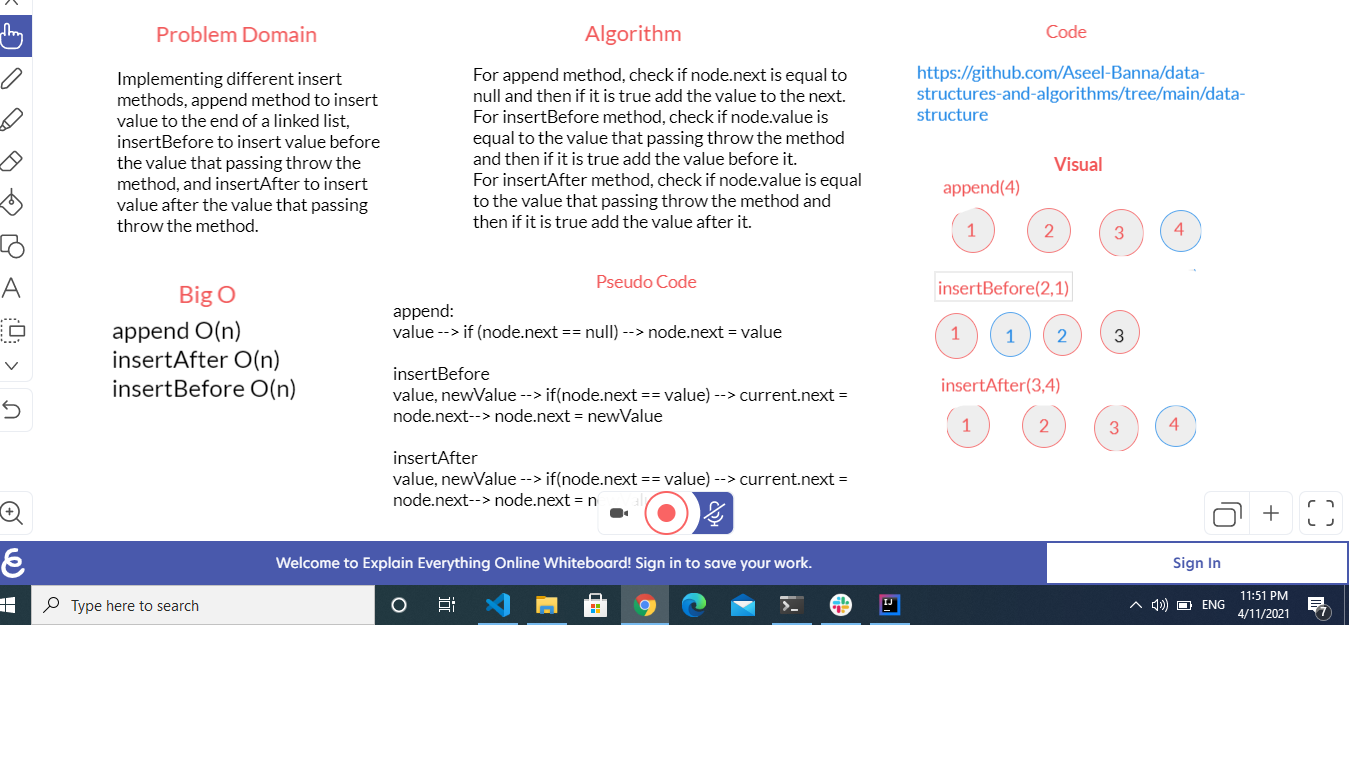 Problem Domain
Implementing different insert
methods, append method to insert
value to the end of a linked list,
insertBefore to insert value before
the value that passing throw the
method, and insertAfter to insert
value after the value that passing
throw the method.
Big O
append O(n)
insertAfter O(n)
insertBefore O(n)
Algorithm
For append method, check if node.next is equal to
null and then if it is true add the value to the next.
For insertBefore method, check if node.value is
equal to the value that passing throw the method
and then if it is true add the value before it.
For insertAfter method, check if node.value is equal
to the value that passing throw the method and
then if it is true add the value after it.
Pseudo Code
append:
value --> if (node.next == null) --> node.next = value
insertBefore
value, newValue --> if(node.next == value) --> current.next =
node.next--> node.next = newValue
insertAfter
value, newValue --> if(node.next == value) --> current.next =
node.next--> node.next =
Code
https://github.com/Aseel-Banna/data-
structures-and-algorithms/tree/main/data-
structure
Visual
append(4)
1 2 3 4
insertBefore(2,1)
1 1 2 3
insertAfter(3,4)
1 2 3 4
Welcome to Explain Everything Online Whiteboard! Sign in to save your work.
Sign In
Type here to search
ENG
11:51 PM
4/11/2021
7